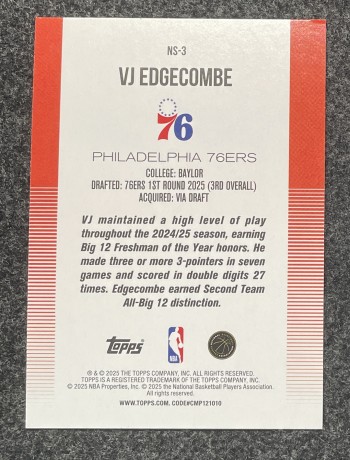 NS-3
VJ EDGECOMBE
76
PHILADELPHIA 76ERS
COLLEGE: BAYLOR
DRAFTED: 76ERS 1ST ROUND 2025 (3RD OVERALL)
ACQUIRED: VIA DRAFT
VJ maintained a high level of play
throughout the 2024/25 season, earning
Big 12 Freshman of the Year honors. He
made three or more 3-pointers in seven
games and scored in double digits 27
times. Edgecombe earned Second Team
All-Big 12 distinction.
TOPPS
NBA
® & © 2025 THE TOPPS COMPANY, INC. ALL RIGHTS RESERVED.
TOPPS IS A REGISTERED TRADEMARK OF THE TOPPS COMPANY, INC.
© 2025 NBA Properties, Inc. © 2025 the National Basketball Players Association.
All rights reserved.
WWW.TOPPS.COM, CODE#CMP121010